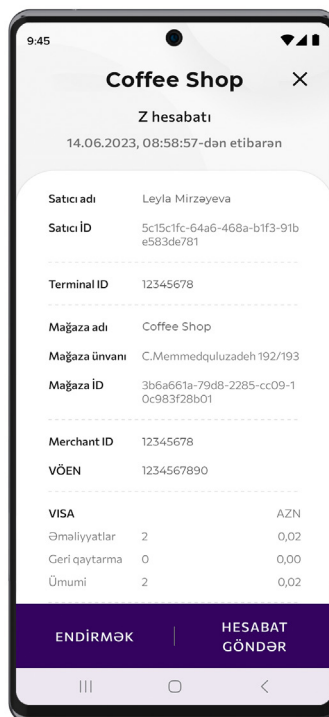 9:45
Coffee Shop
Z hesabatı
14.06.2023, 08:58:57-dən etibarən
Satıcı adı Leyla Mirzəyeva
Satıcı İD 5c15c1fc-64a6-468a-b1f3-91b
e583de781
Terminal ID 12345678
Mağaza adı Coffee Shop
Mağaza ünvanı C.Memmedquluzadeh 192/193
Mağaza İD 3b6a661a-79d8-2285-cc09-1
0c983f28b01
Merchant ID 12345678
VÖEN 1234567890
VISA AZN
Əməliyyatlar 2 0,02
Geri qaytarma 0 0,00
Ümumi 2 0,02
ENDİRMƏK
HESABAT
GÖNDƏR